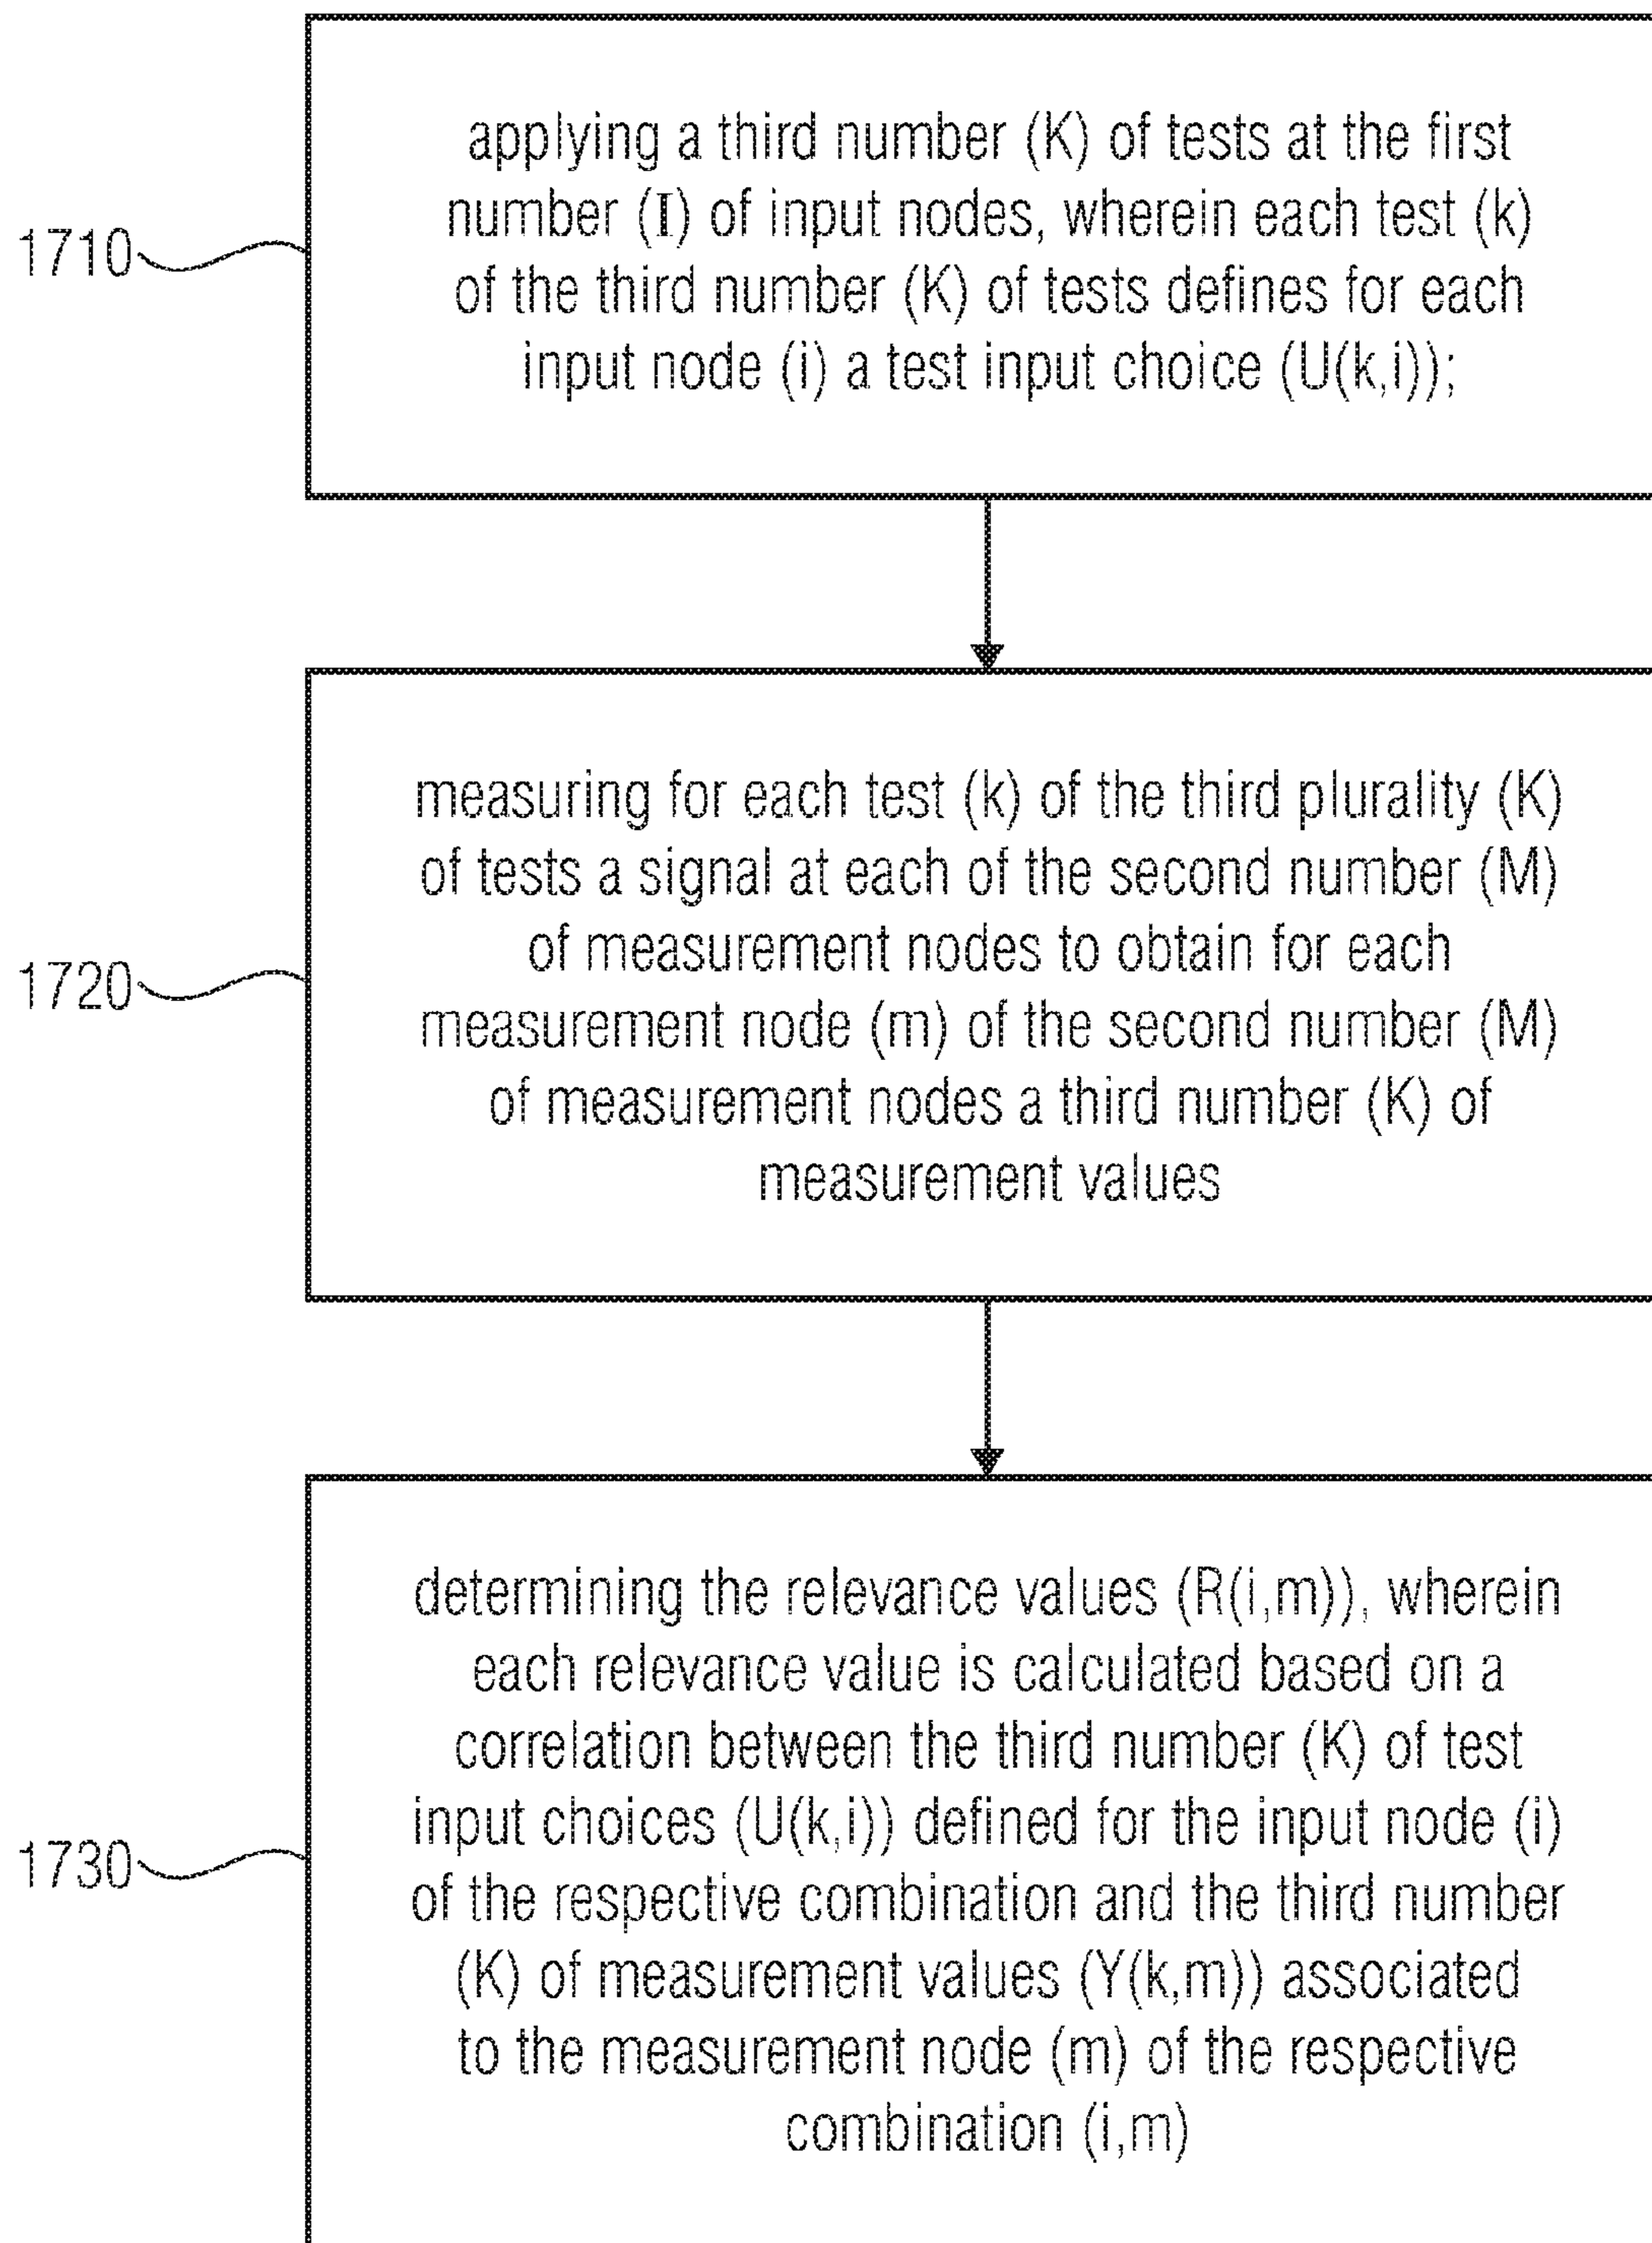 1710
applying a third number (K) of tests at the first
number (I) of input nodes, wherein each test (k)
of the third number (K) of tests defines for each
input node (i) a test input choice (U(k,i));
1720
measuring for each test (k) of the third plurality (K)
of tests a signal at each of the second number (M)
of measurement nodes to obtain for each
measurement node (m) of the second number (M)
of measurement nodes a third number (K) of
measurement values
1730
determining the relevance values (R(i,m)), wherein
each relevance value is calculated based on a
correlation between the third number (K) of test
input choices (U(k,i)) defined for the input node (i)
of the respective combination and the third number
(K) of measurement values (Y(k,m)) associated
to the measurement node (m) of the respective
combination (i,m)